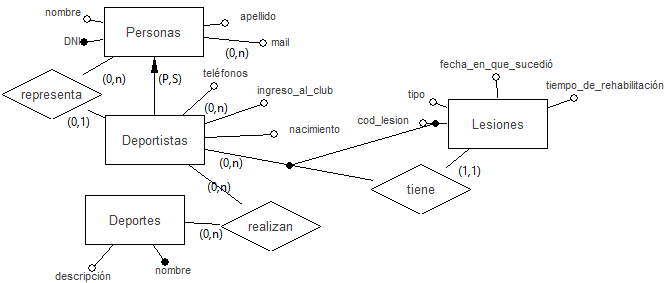 nombre
apellido
Personas
DNI
(0,n)
mail
(0,n)
(P,S)
teléfonos
fecha_en_que_sucedió
representa
ingreso_al_club
tipo
tiempo_de_rehabilitación
(0,1)
(0,n)
cod_lesion
Lesiones
Deportistas
nacimiento
(0,n)
(1,1)
(0,n)
tiene
Deportes
(0,n)
realizan
descripción
nombre